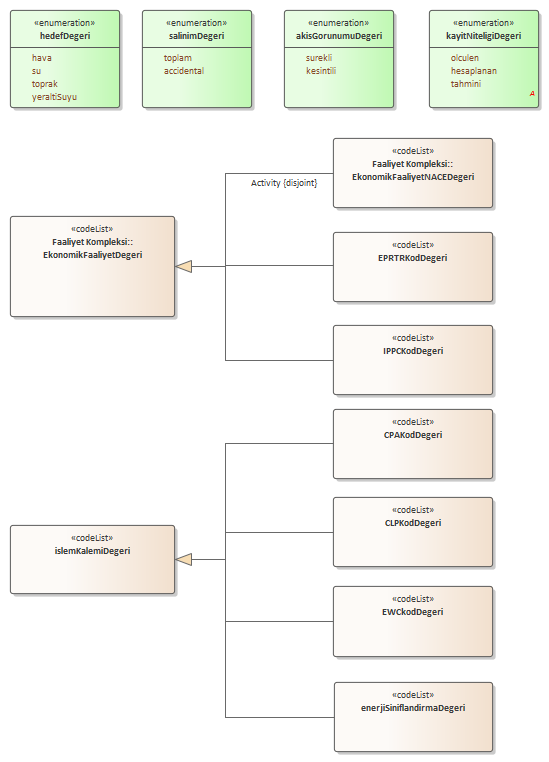 «enumeration»
hedefDegeri
hava
su
toprak
yeraltiSuyu
«enumeration»
salinimDegeri
toplam
accidental
«enumeration»
akisGorunumuDegeri
surekli
kesintili
«enumeration»
kayitNiteligiDegeri
olculen
hesaplanan
tahmini
A
«codeList»
Faaliyet Kompleksi::
EkonomikFaaliyetNACEDegeri
Activity {disjoint}
«codeList»
Faaliyet Kompleksi::
EkonomikFaaliyetDegeri
«codeList»
EPRTRKodDegeri
«codeList»
IPPCKodDegeri
«codeList»
CPAKodDegeri
«codeList»
CLPKodDegeri
«codeList»
islemKalemiDegeri
«codeList»
EWCkodDegeri
«codeList»
enerjiSiniflandirmaDegeri